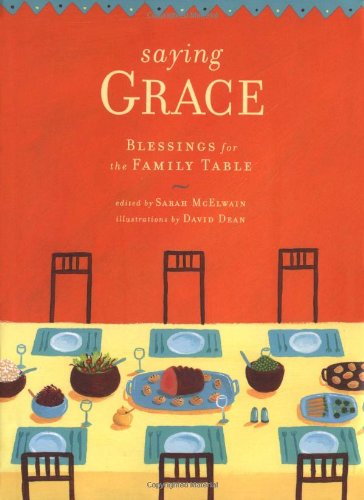 saying
GRACE
BLESSINGS for
the FAMILY TABLE
edited by SARAH McELWAIN
illustrations by DAVID DEAN